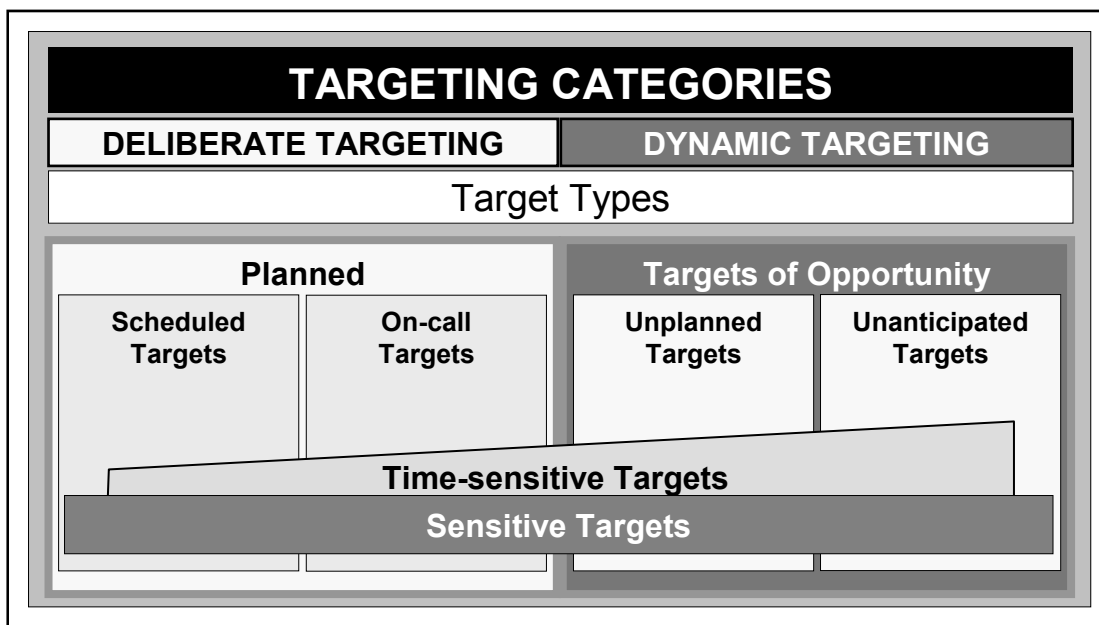 TARGETING CATEGORIES
DELIBERATE TARGETING
DYNAMIC TARGETING
Target Types
Planned
Scheduled
Targets
On-call
Targets
Targets of Opportunity
Unplanned
Targets
Unanticipated
Targets
Time-sensitive Targets
Sensitive Targets